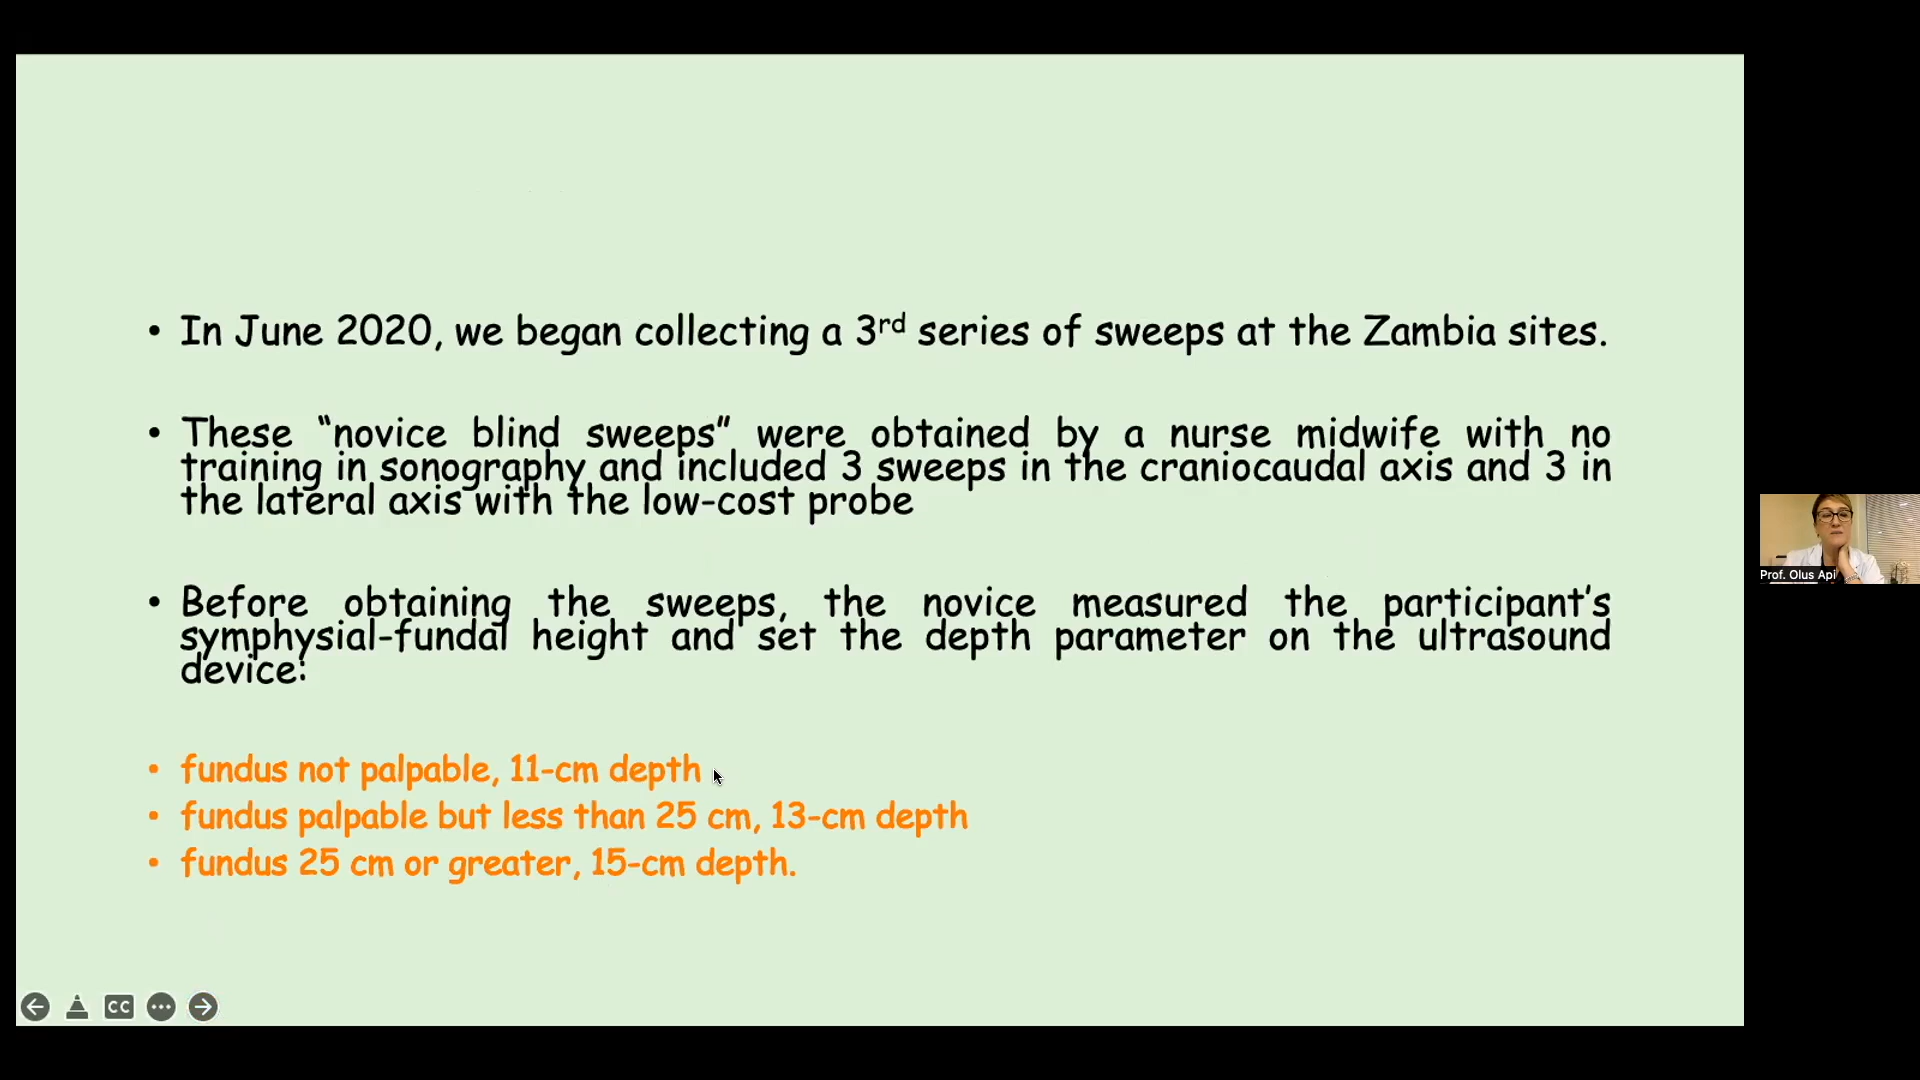 • In June 2020, we began collecting a 3rd series of sweeps at the Zambia sites.
• These “novice blind sweeps” were obtained by a nurse midwife with no
training in sonography and included 3 sweeps in the craniocaudal axis and 3 in
the lateral axis with the low-cost probe
• Before obtaining the sweeps, the novice measured the participant’s
symphysial-fundal height and set the depth parameter on the ultrasound
device:
• fundus not palpable, 11-cm depth
• fundus palpable but less than 25 cm, 13-cm depth
• fundus 25 cm or greater, 15-cm depth.
Prof. Olus Api
CC